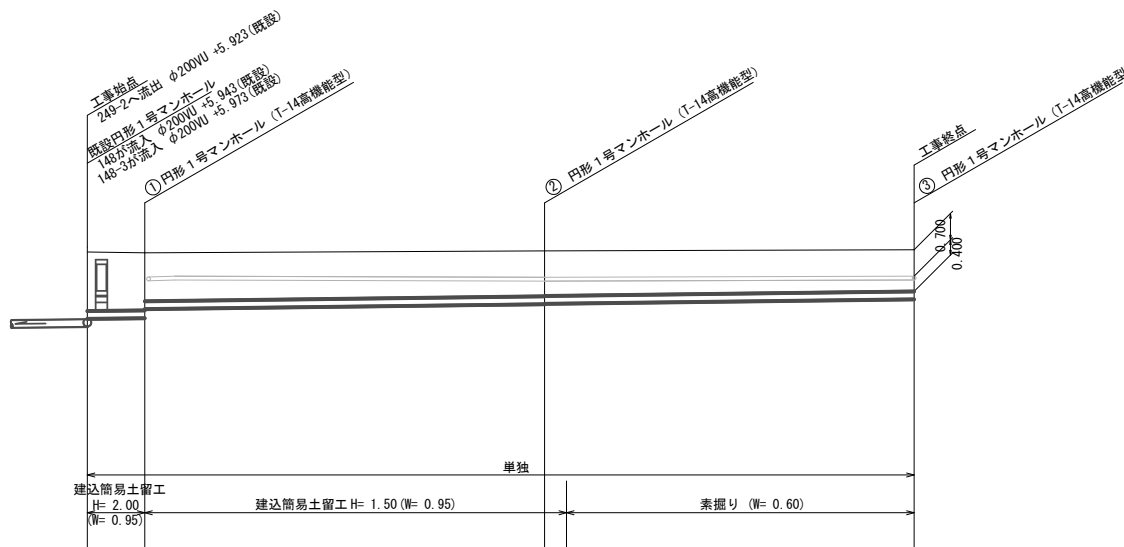 工事始点
249-2へ流出 φ200VU +5.923(既設)
既設円形1号マンホール
148が流入 φ200VU +5.943(既設)
148-3が流入 φ200VU +5.973(既設)
① 円形1号マンホール (T-14高機能型)
② 円形1号マンホール (T-14高機能型)
工事終点
③ 円形1号マンホール (T-14高機能型)
0.700
0.400
単独
建込簡易土留工
H= 2.00
(W= 0.95)
建込簡易土留工 H= 1.50 (W= 0.95)
素掘り (W= 0.60)